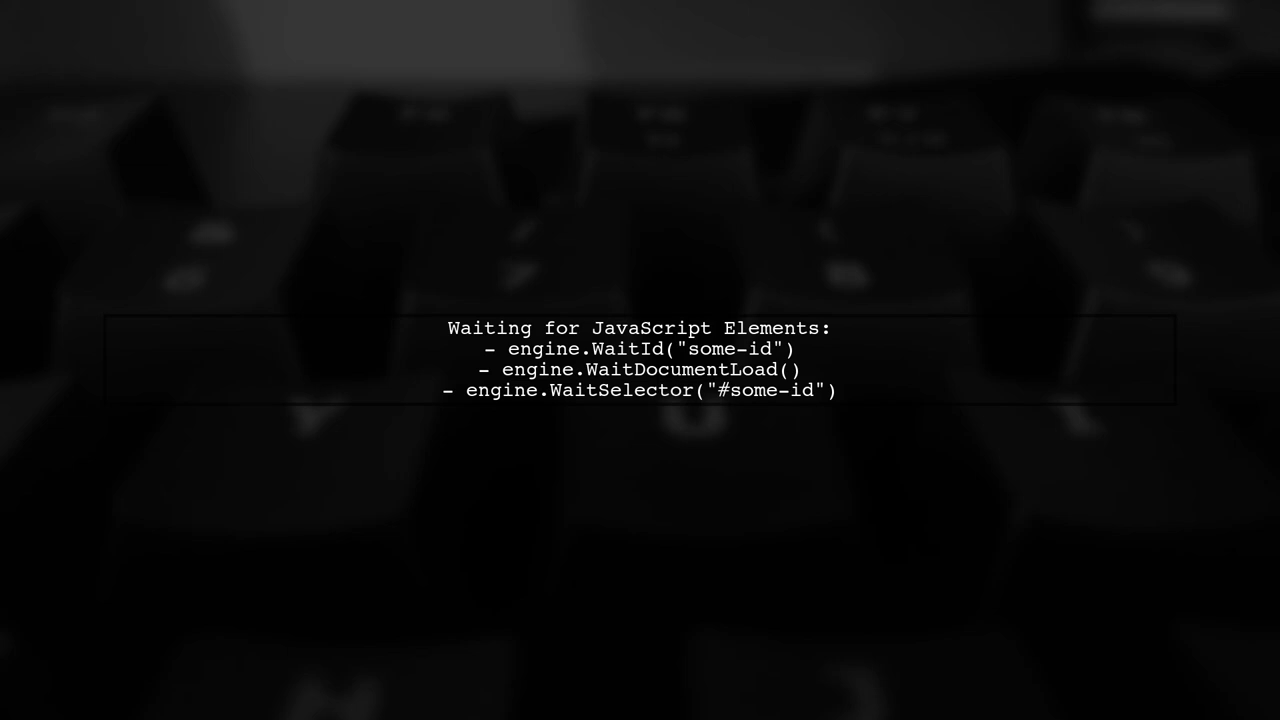 Waiting for JavaScript Elements:
- engine.WaitId("some-id")
- engine.WaitDocumentLoad()
- engine.WaitSelector("#some-id")